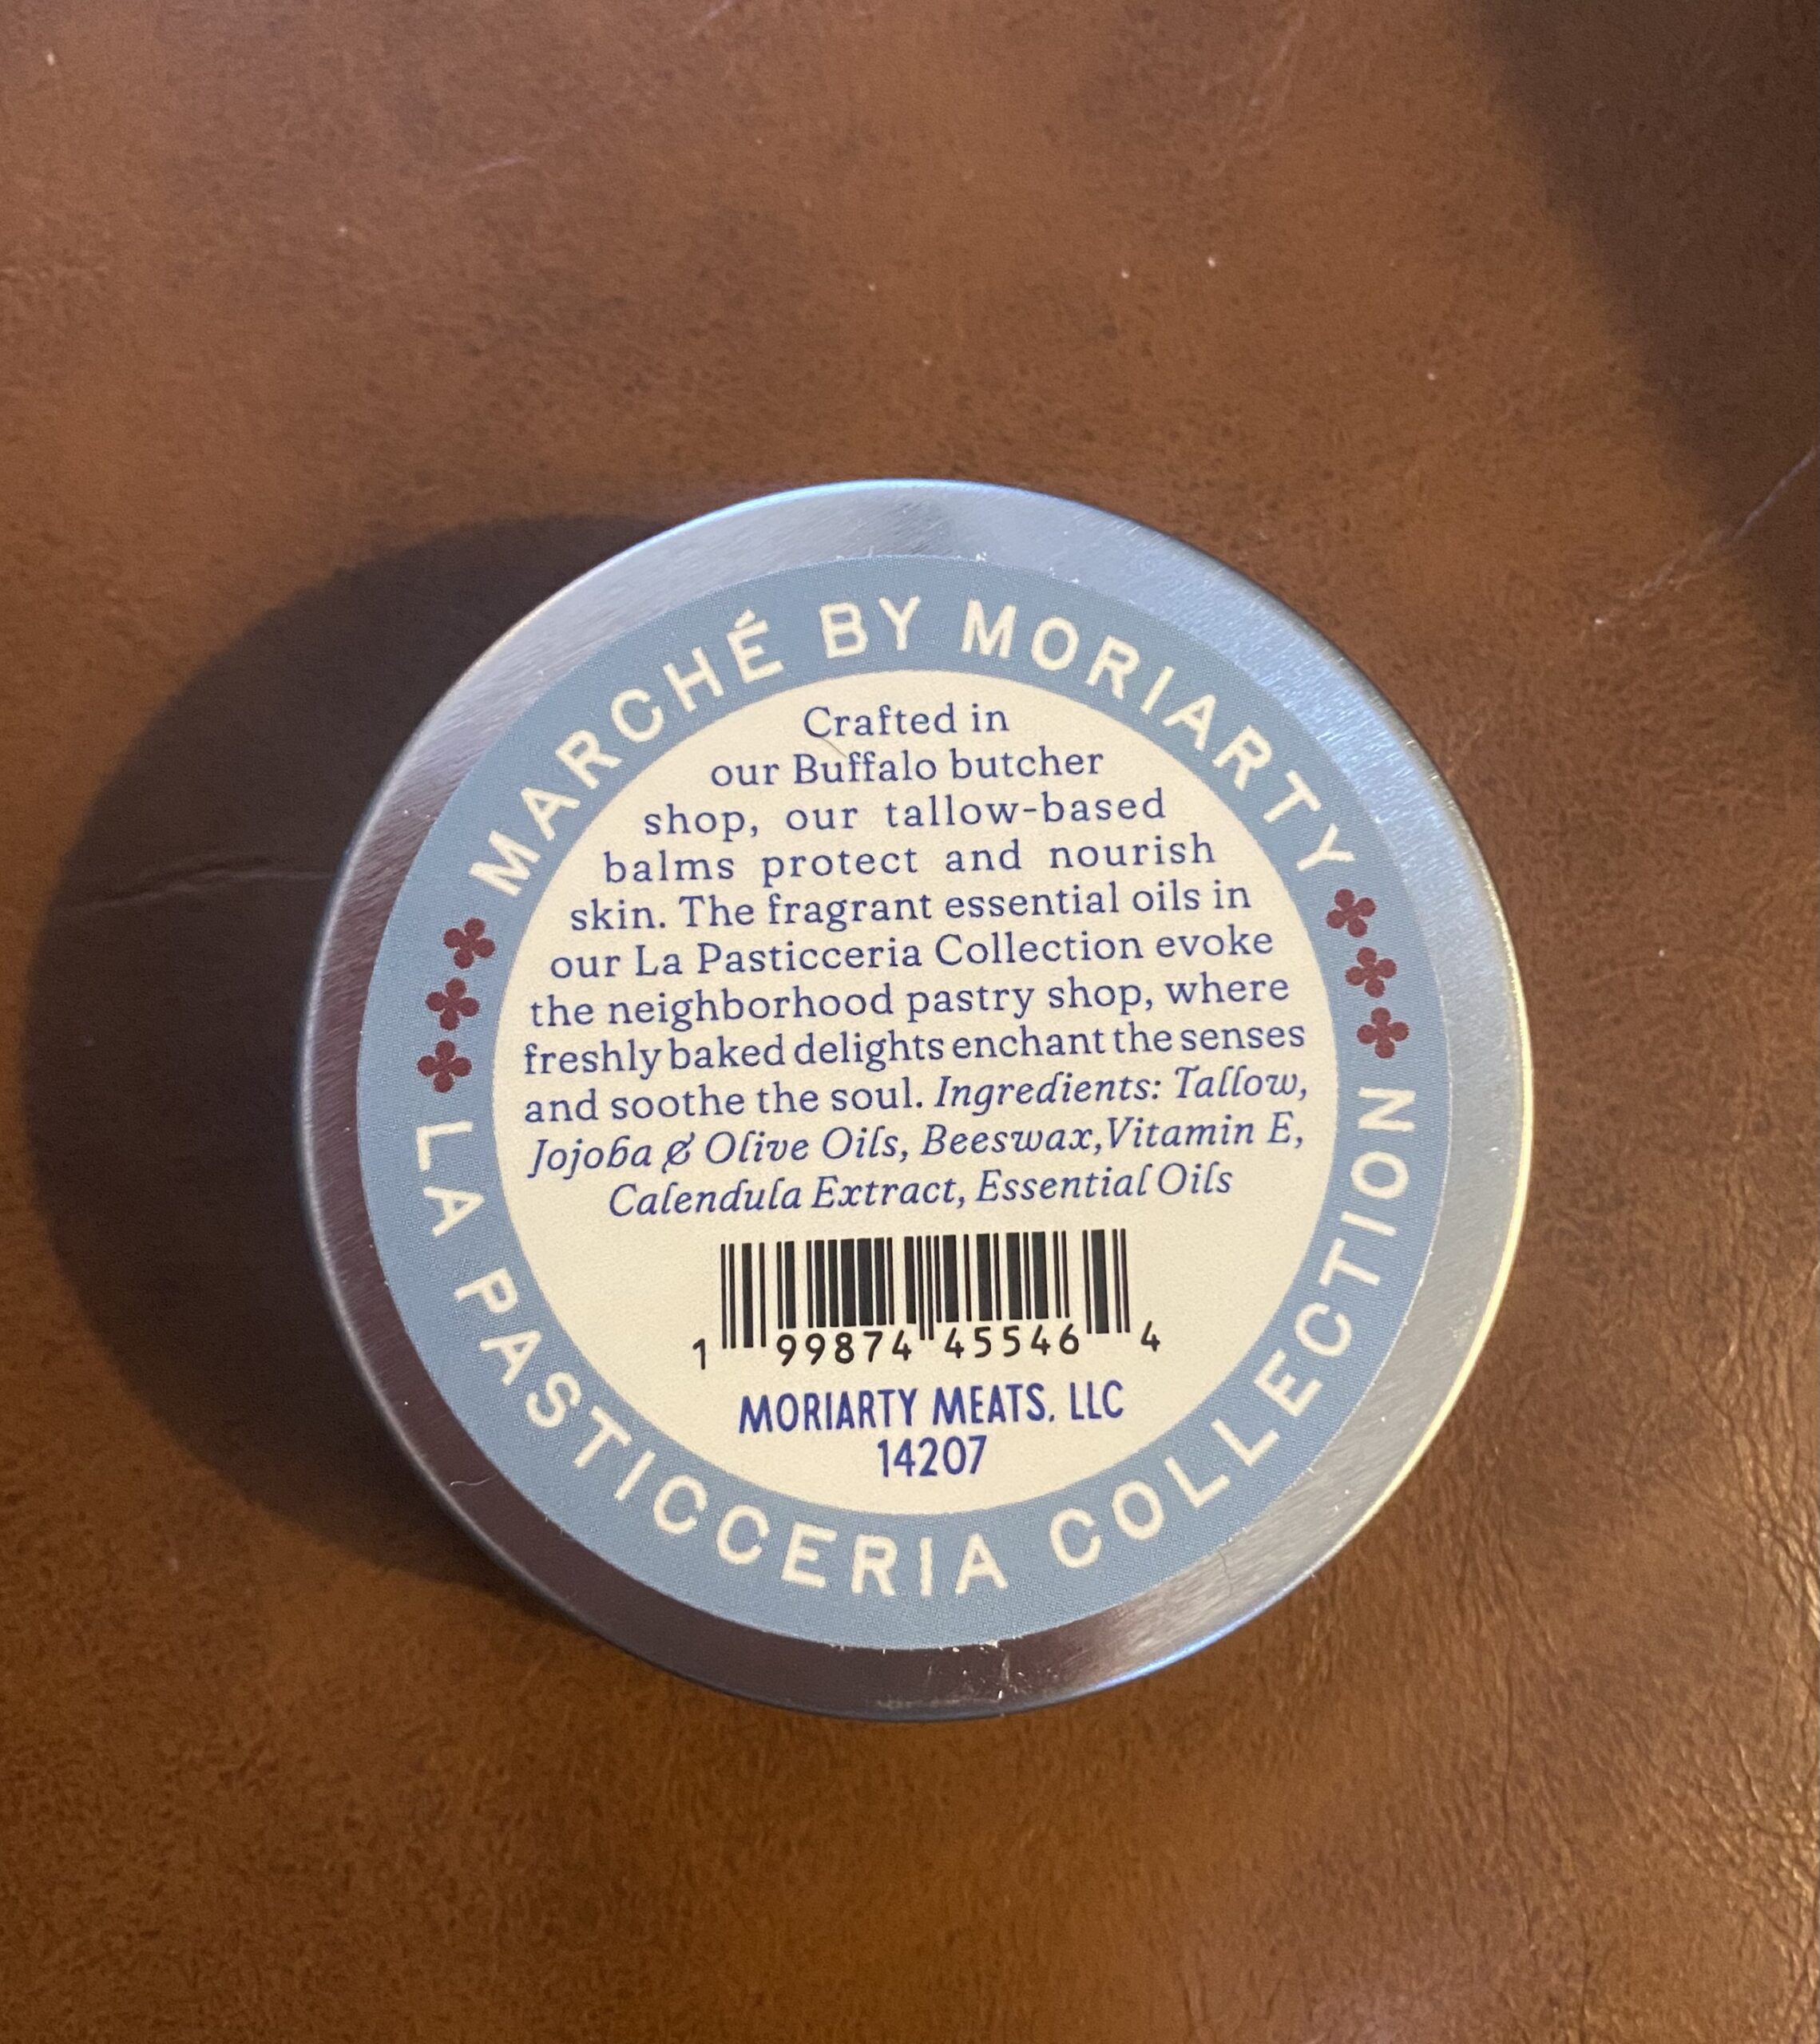 MARCHÉ BY MORIARTY
Crafted in
our Buffalo butcher
shop, our tallow-based
balms protect and nourish
skin. The fragrant essential oils in
our La Pasticceria Collection evoke
the neighborhood pastry shop, where
freshly baked delights enchant the senses
and soothe the soul. Ingredients: Tallow,
Jojoba & Olive Oils, Beeswax,Vitamin E,
Calendula Extract, Essential Oils
1 99874 45546 4
MORIARTY MEATS, LLC
14207
LA PASTICCERIA COLLECTION